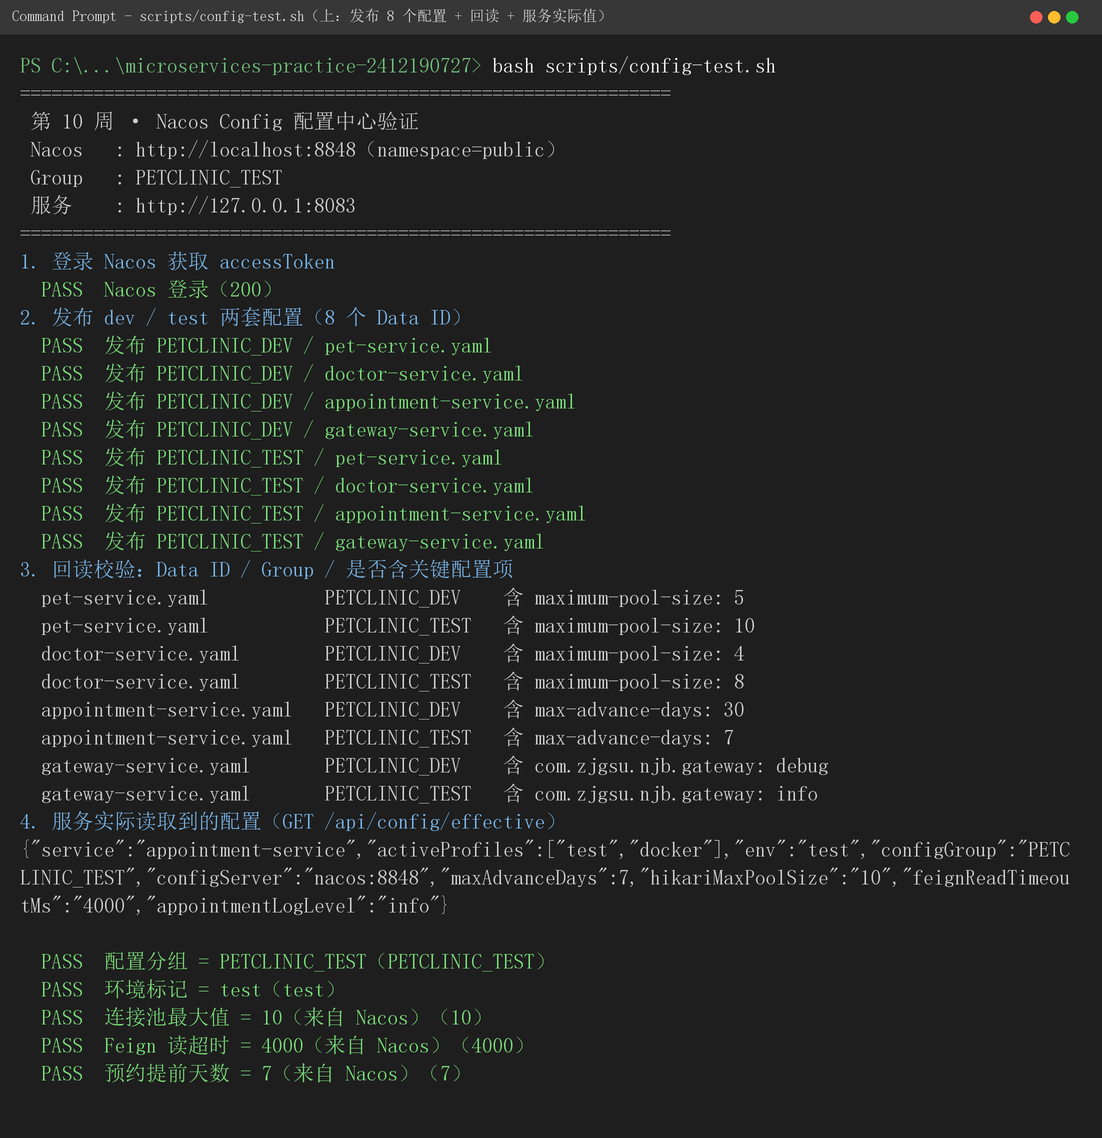 Command Prompt - scripts/config-test.sh（上：发布 8 个配置 + 回读 + 服务实际值）
PS C:\...\microservices-practice-2412190727> bash scripts/config-test.sh
==============================================================
第 10 周 · Nacos Config 配置中心验证
Nacos : http://localhost:8848（namespace=public）
Group : PETCLINIC_TEST
服务 : http://127.0.0.1:8083
==============================================================
1. 登录 Nacos 获取 accessToken
PASS Nacos 登录（200）
2. 发布 dev / test 两套配置（8 个 Data ID）
PASS 发布 PETCLINIC_DEV / pet-service.yaml
PASS 发布 PETCLINIC_DEV / doctor-service.yaml
PASS 发布 PETCLINIC_DEV / appointment-service.yaml
PASS 发布 PETCLINIC_DEV / gateway-service.yaml
PASS 发布 PETCLINIC_TEST / pet-service.yaml
PASS 发布 PETCLINIC_TEST / doctor-service.yaml
PASS 发布 PETCLINIC_TEST / appointment-service.yaml
PASS 发布 PETCLINIC_TEST / gateway-service.yaml
3. 回读校验：Data ID / Group / 是否含关键配置项
pet-service.yaml PETCLINIC_DEV 含 maximum-pool-size: 5
pet-service.yaml PETCLINIC_TEST 含 maximum-pool-size: 10
doctor-service.yaml PETCLINIC_DEV 含 maximum-pool-size: 4
doctor-service.yaml PETCLINIC_TEST 含 maximum-pool-size: 8
appointment-service.yaml PETCLINIC_DEV 含 max-advance-days: 30
appointment-service.yaml PETCLINIC_TEST 含 max-advance-days: 7
gateway-service.yaml PETCLINIC_DEV 含 com.zjgsu.njb.gateway: debug
gateway-service.yaml PETCLINIC_TEST 含 com.zjgsu.njb.gateway: info
4. 服务实际读取到的配置（GET /api/config/effective）
{"service":"appointment-service","activeProfiles":["test","docker"],"env":"test","configGroup":"PETC
LINIC_TEST","configServer":"nacos:8848","maxAdvanceDays":7,"hikariMaxPoolSize":"10","feignReadTimeou
tMs":"4000","appointmentLogLevel":"info"}
PASS 配置分组 = PETCLINIC_TEST（PETCLINIC_TEST）
PASS 环境标记 = test（test）
PASS 连接池最大值 = 10（来自 Nacos）（10）
PASS Feign 读超时 = 4000（来自 Nacos）（4000）
PASS 预约提前天数 = 7（来自 Nacos）（7）